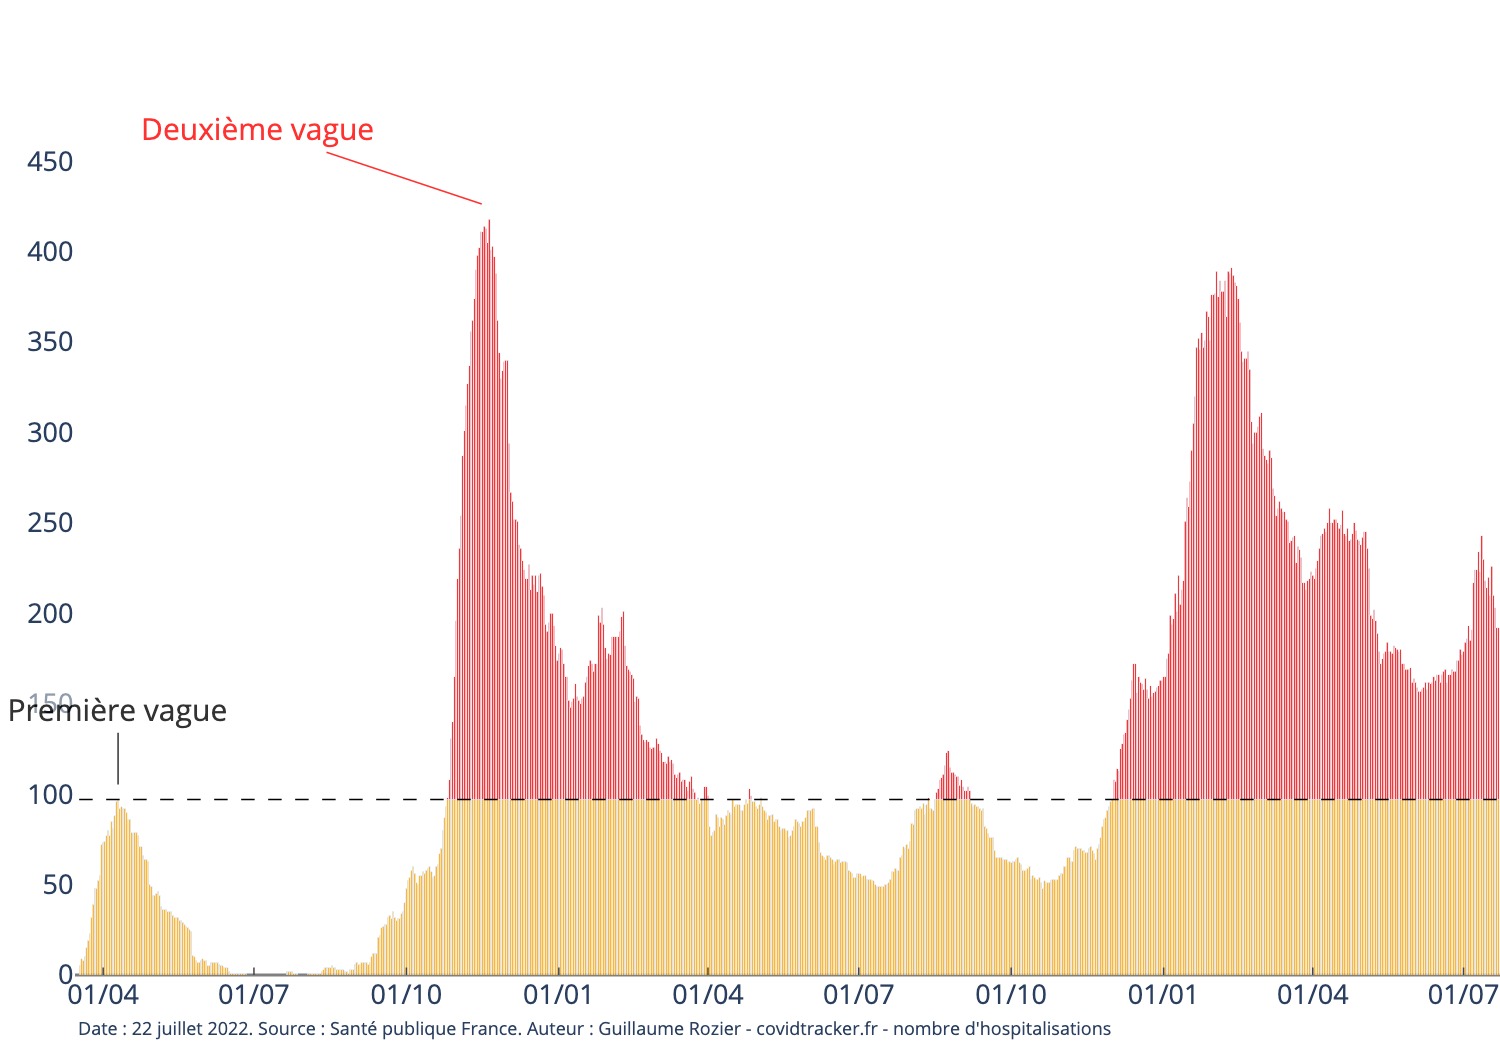 Deuxième vague
450
400
350
300
250
200
150
Première vague
100
50
0
01/04 01/07 01/10 01/01 01/04 01/07 01/10 01/01 01/04 01/07
Date : 22 juillet 2022. Source : Santé publique France. Auteur : Guillaume Rozier - covidtracker.fr - nombre d'hospitalisations